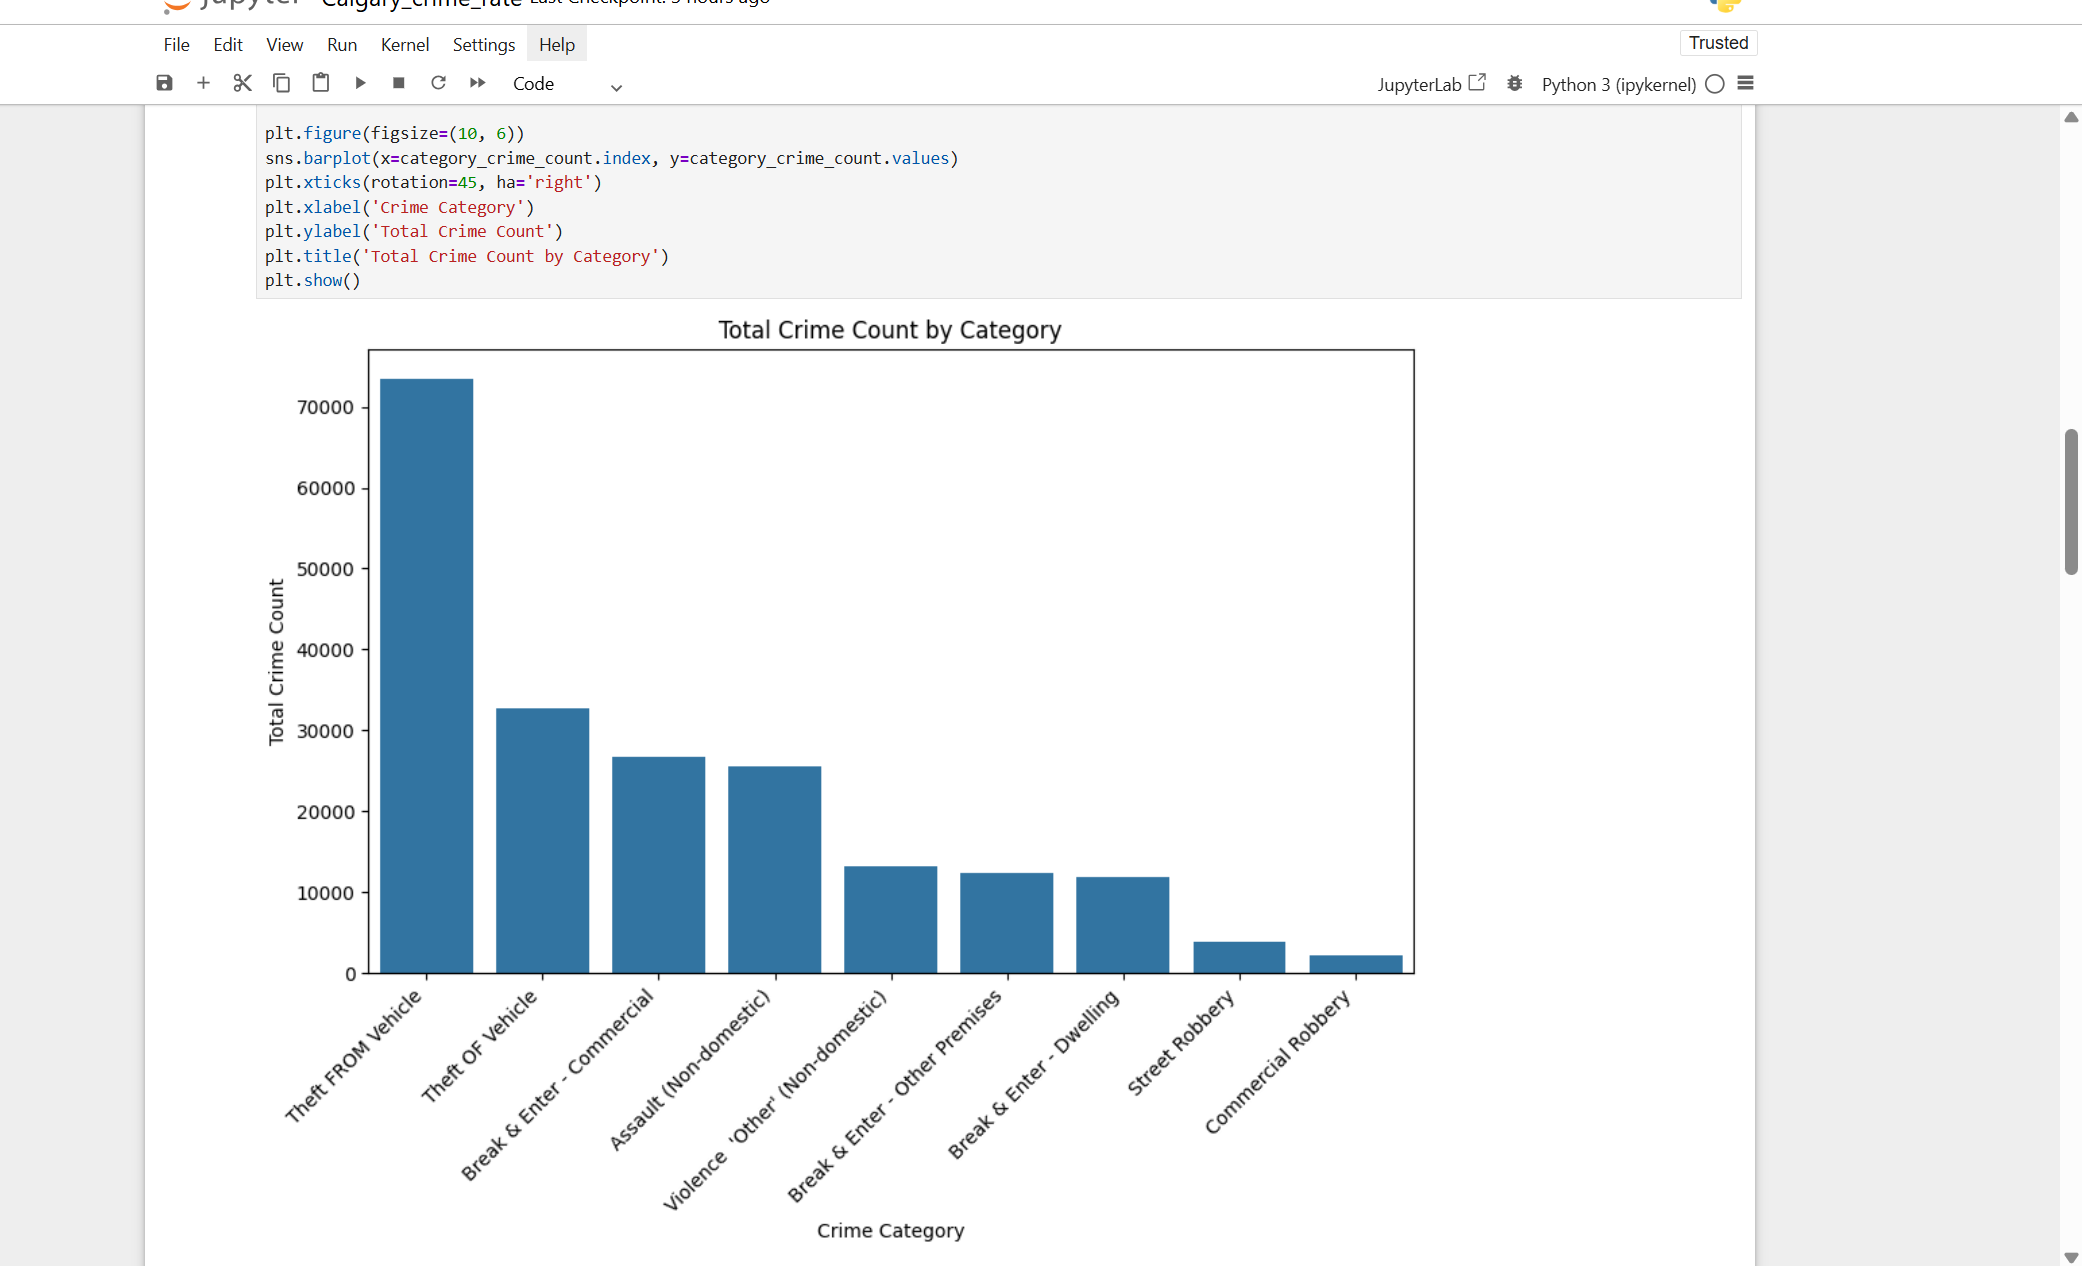 Calgary_crime_rate Last Checkpoint: 3 hours ago
File Edit View Run Kernel Settings Help
Trusted
Code
JupyterLab Python 3 (ipykernel)
plt.figure(figsize=(10, 6))
sns.barplot(x=category_crime_count.index, y=category_crime_count.values)
plt.xticks(rotation=45, ha='right')
plt.xlabel('Crime Category')
plt.ylabel('Total Crime Count')
plt.title('Total Crime Count by Category')
plt.show()
Total Crime Count by Category
Total Crime Count
70000
60000
50000
40000
30000
20000
10000
0
Theft FROM Vehicle
Theft OF Vehicle
Break & Enter - Commercial
Assault (Non-domestic)
Violence  'Other' (Non-domestic)
Break & Enter - Other Premises
Break & Enter - Dwelling
Street Robbery
Commercial Robbery
Crime Category